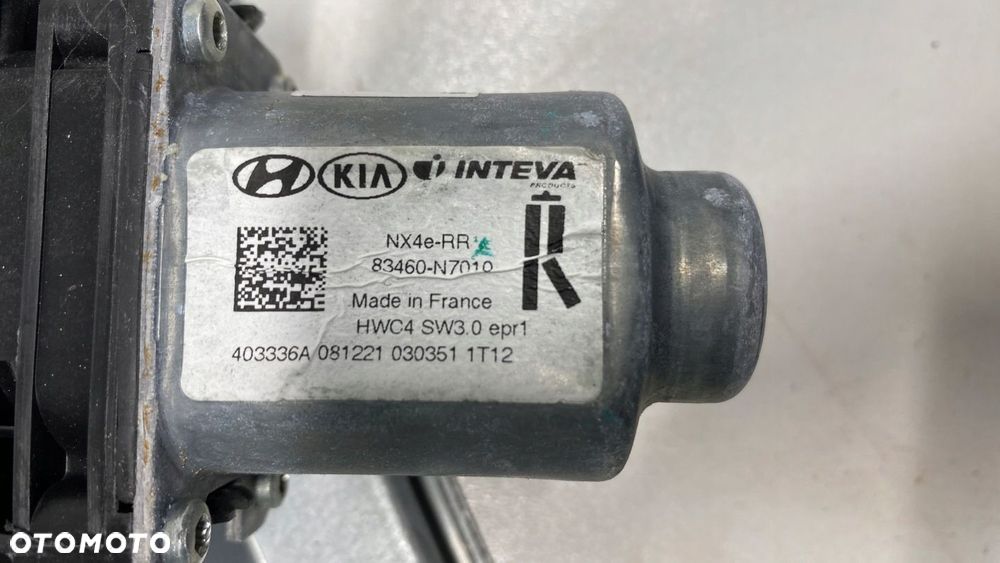 KIA INTEVA
PRODUCTS
NX4e-RR
83460-N7010
R
Made in France
HWC4 SW3.0 epr1
403336A 081221 030351 1T12
OTOMOTO